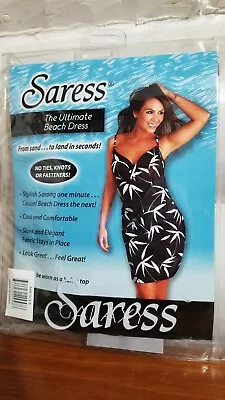 Saress
The Ultimate
Beach Dress
From sand... to land in seconds!
NO TIES, KNOTS
OR FASTENERS!
• Stylish Sarong one minute...
Casual Beach Dress the next!
• Cool and Comfortable
• Sleek and Elegant
Fabric Stays in Place
• Look Great... Feel Great!
be worn as a top
Saress